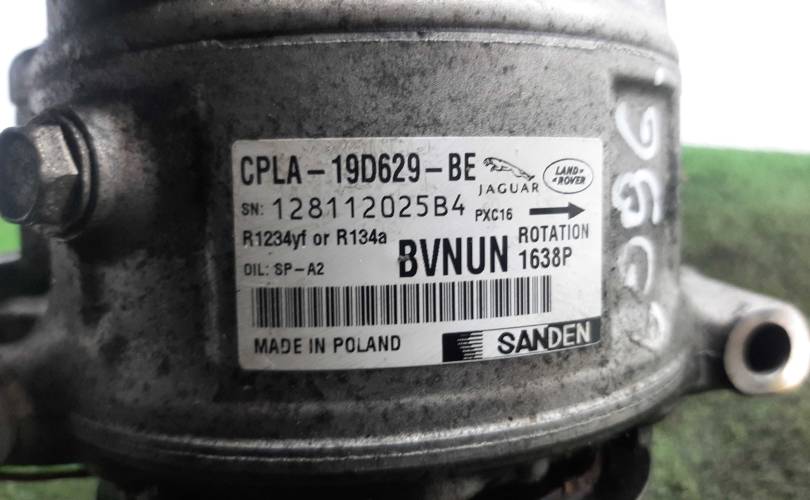 CPLA-19D629-BE JAGUAR LAND ROVER
SN: 128112025B4 PXC16
R1234yf or R134a BVNUN ROTATION
OIL: SP-A2 1638P
MADE IN POLAND SANDEN